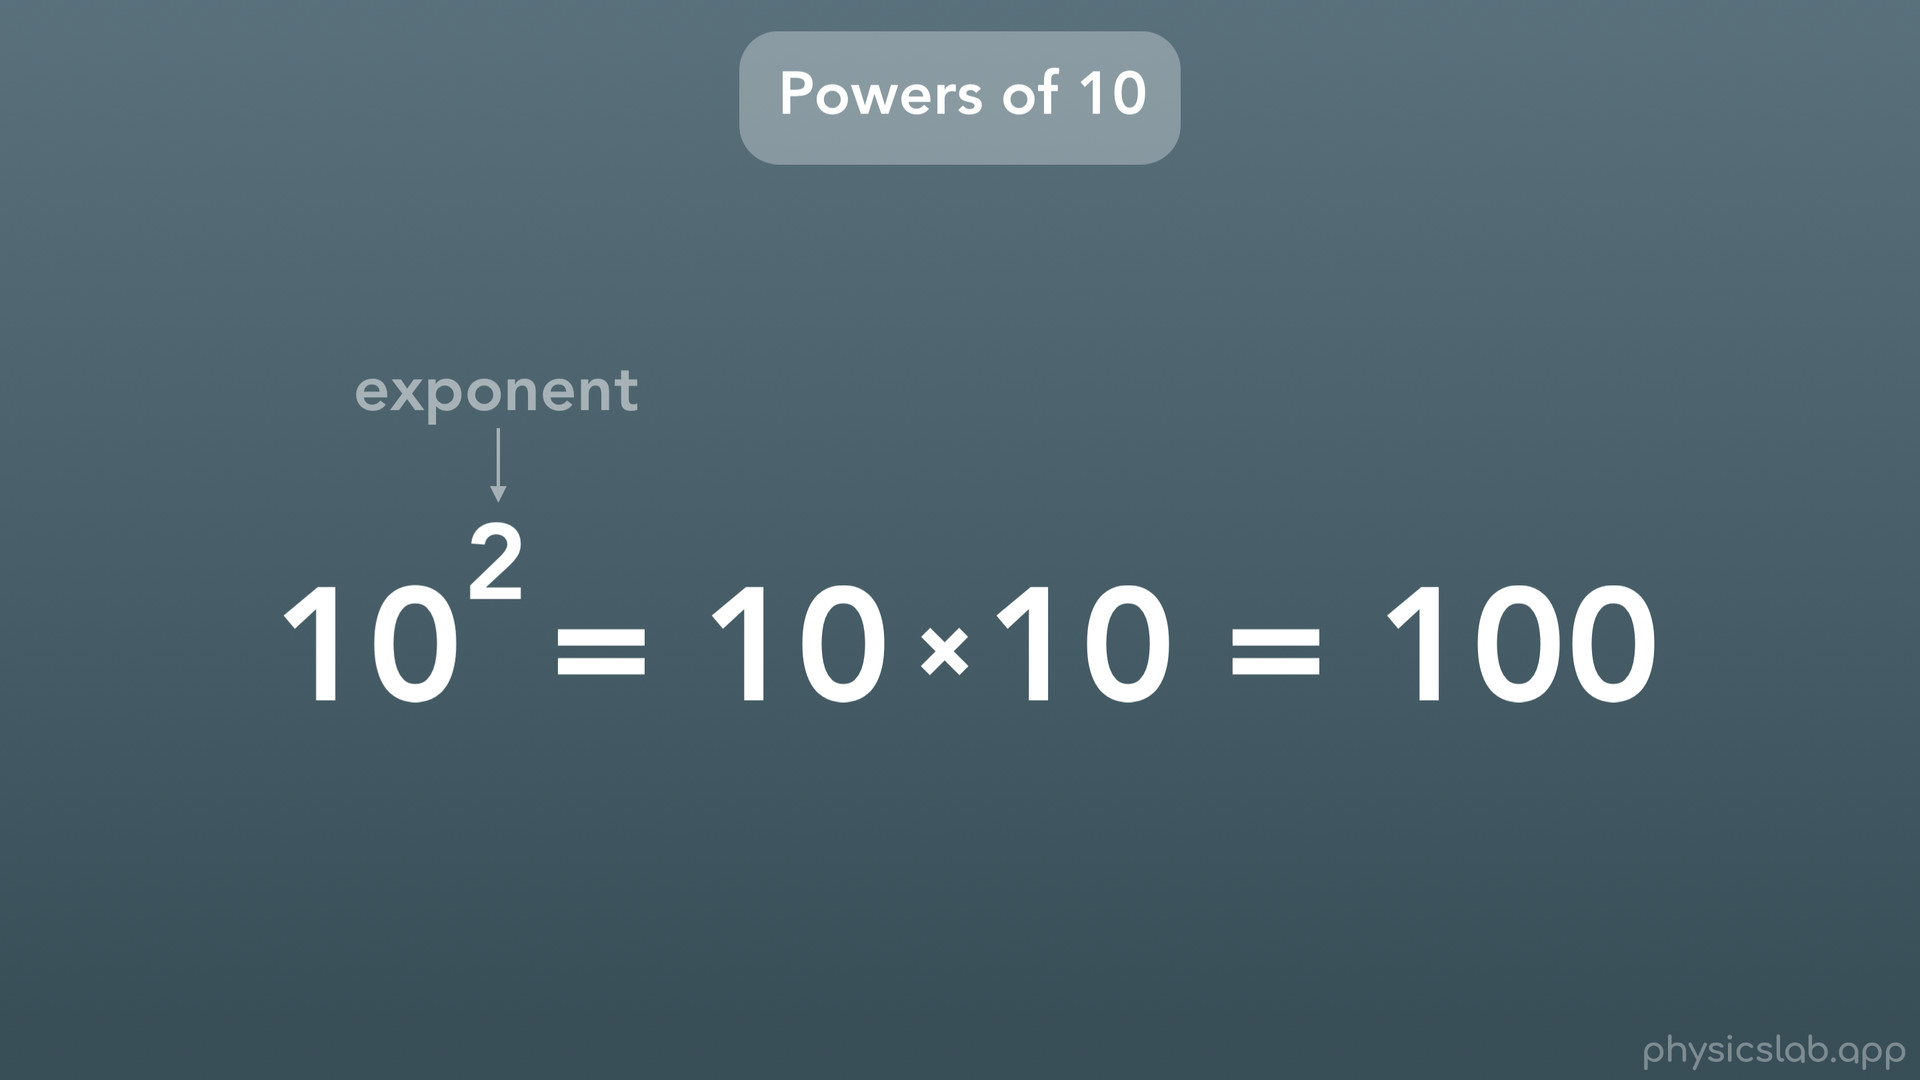 Powers of 10
exponent
10² = 10 × 10 = 100
physicslab.app